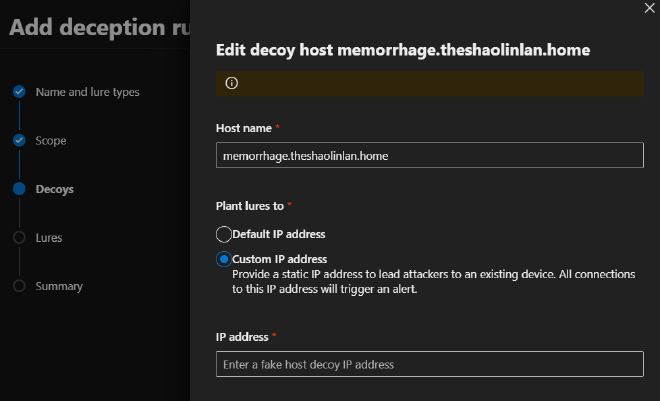 Add deception ru
Name and lure types
Scope
Decoys
Lures
Summary
Edit decoy host memorrhage.theshaolinlan.home
Host name *
memorrhage.theshaolinlan.home
Plant lures to *
Default IP address
Custom IP address
Provide a static IP address to lead attackers to an existing device. All connections
to this IP address will trigger an alert.
IP address *
Enter a fake host decoy IP address